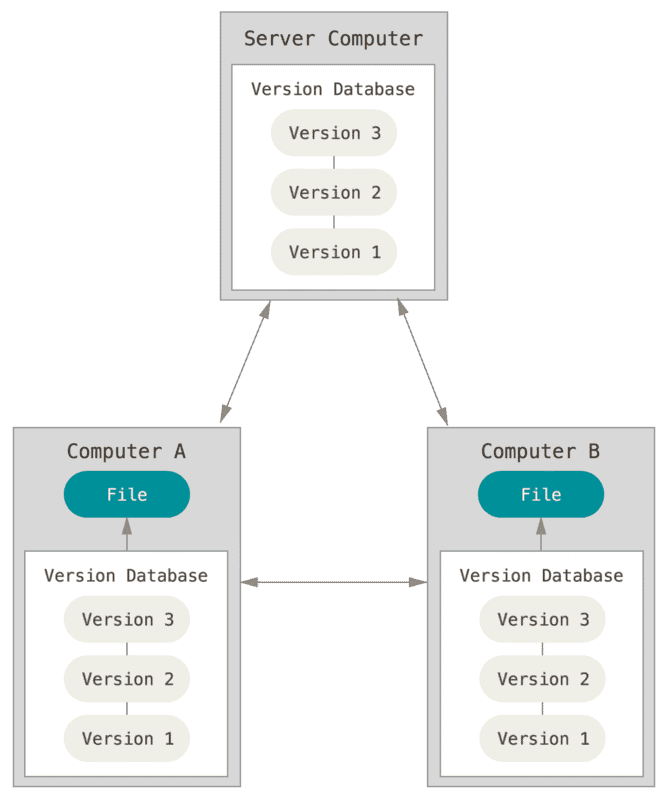 Server Computer
Version Database
Version 3
Version 2
Version 1
Computer A
File
Version Database
Version 3
Version 2
Version 1
Computer B
File
Version Database
Version 3
Version 2
Version 1